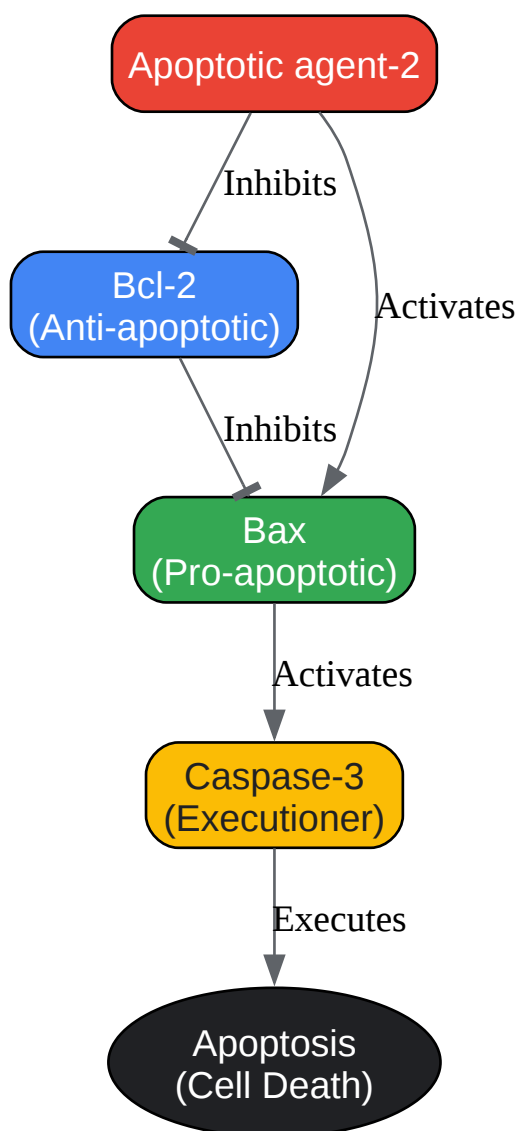 Apoptotic agent-2
Inhibits
Bcl-2
(Anti-apoptotic)
Activates
Inhibits
Bax
(Pro-apoptotic)
Activates
Caspase-3
(Executioner)
Executes
Apoptosis
(Cell Death)